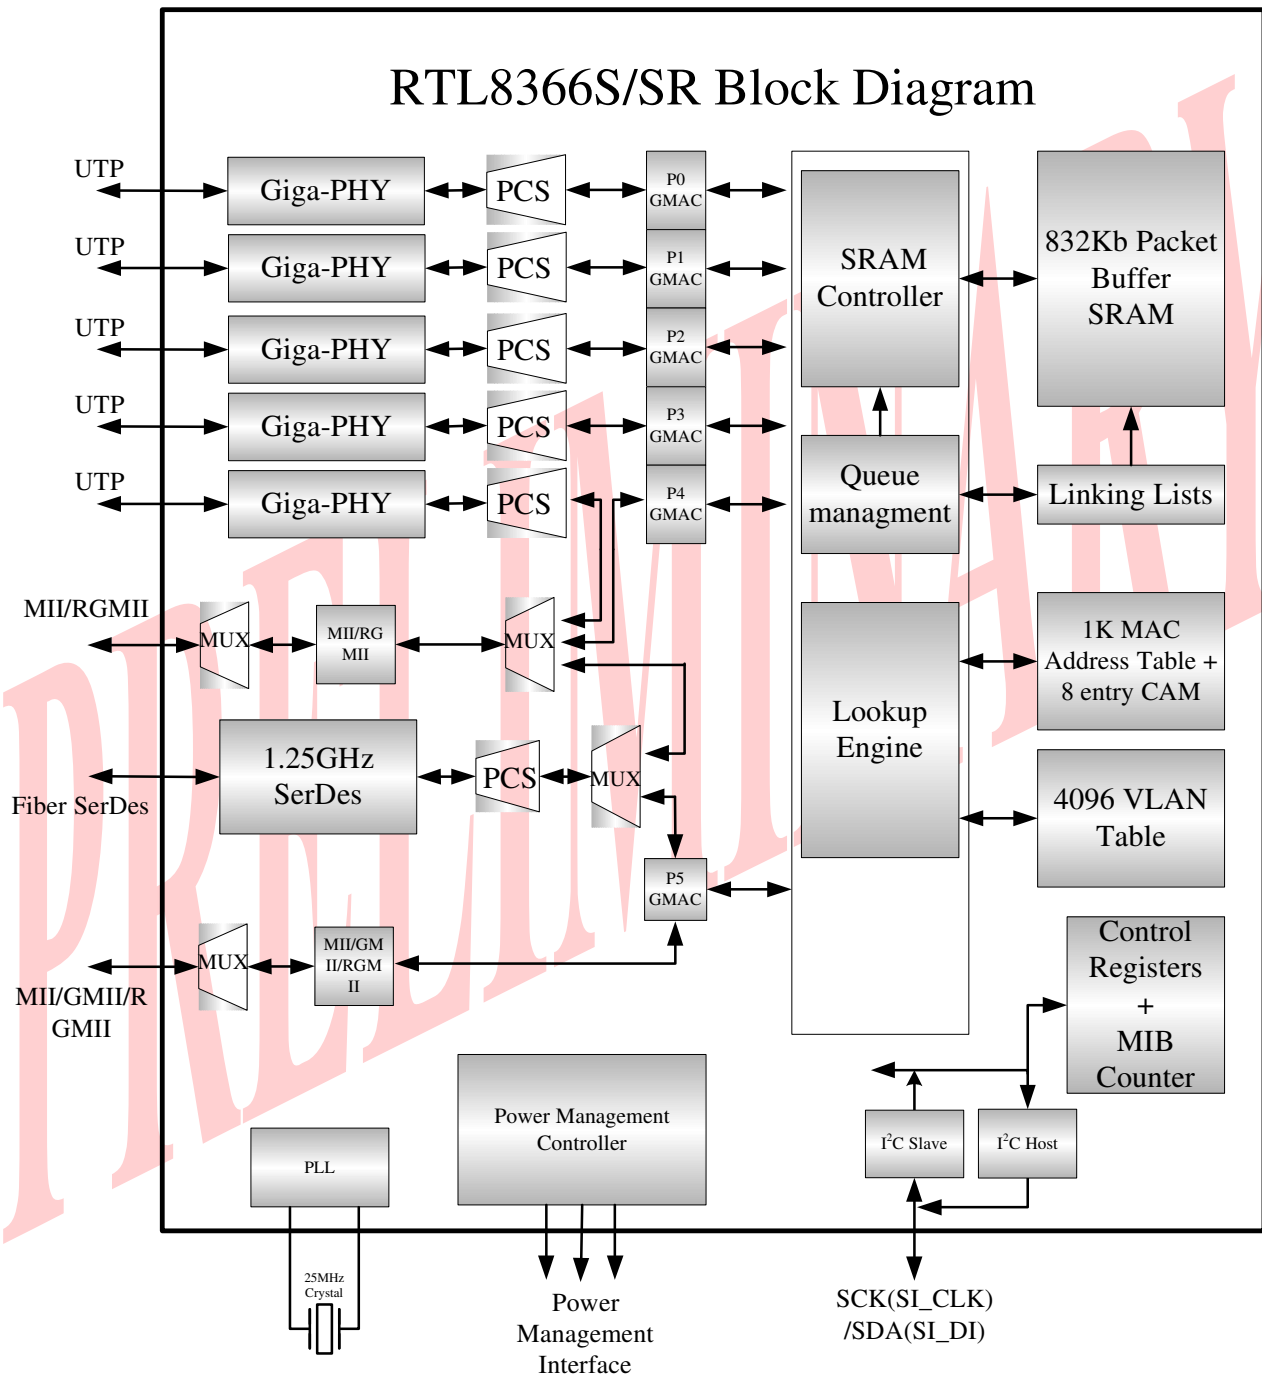 RTL8366S/SR Block Diagram
UTP
Giga-PHY
PCS
P0
GMAC
UTP
Giga-PHY
PCS
P1
GMAC
UTP
Giga-PHY
PCS
P2
GMAC
UTP
Giga-PHY
PCS
P3
GMAC
UTP
Giga-PHY
PCS
P4
GMAC
SRAM
Controller
832Kb Packet
Buffer
SRAM
Queue
managment
Linking Lists
MII/RGMII
MUX
MII/RG
MII
MUX
Lookup
Engine
1K MAC
Address Table +
8 entry CAM
Fiber SerDes
1.25GHz
SerDes
PCS
MUX
4096 VLAN
Table
P5
GMAC
MII/GMII/R
GMII
MUX
MII/GM
II/RGM
II
Control
Registers
+
MIB
Counter
Power Management
Controller
I²C Slave
I²C Host
PLL
25MHz
Crystal
Power
Management
Interface
SCK(SI_CLK)
/SDA(SI_DI)
PRELIMINARY